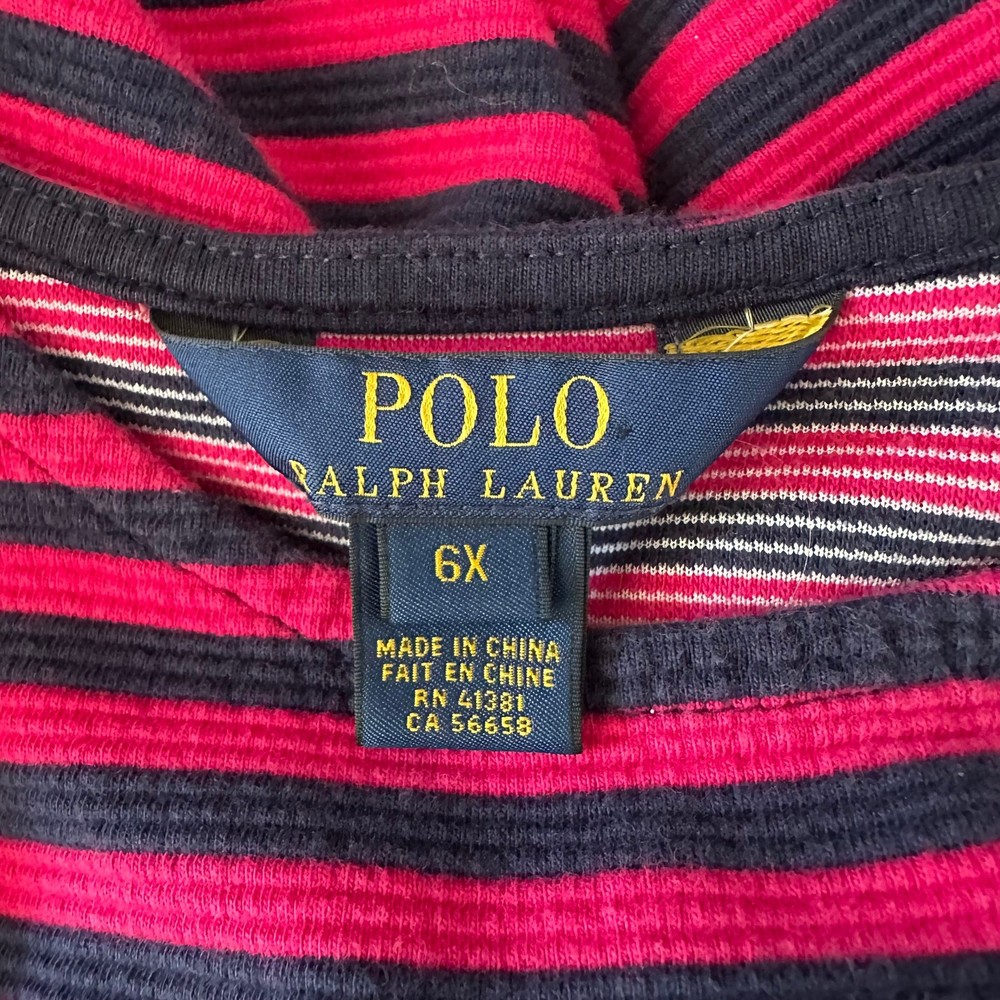 POLO
RALPH LAUREN
6X
MADE IN CHINA
FAIT EN CHINE
RN 41381
CA 56658